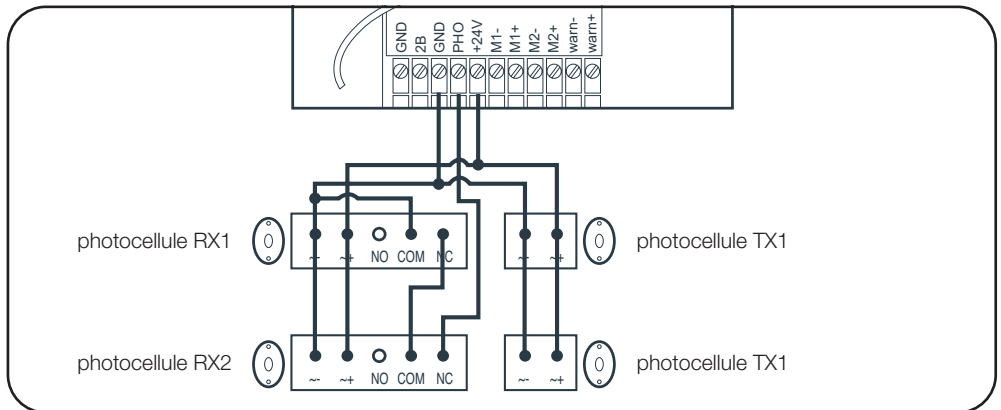 GND 2B GND PHO +24V M1- M1+ M2- M2+ warn- warn+
photocellule RX1
~- ~+ NO COM NC
~- ~+
photocellule TX1
photocellule RX2
~- ~+ NO COM NC
~- ~+
photocellule TX1